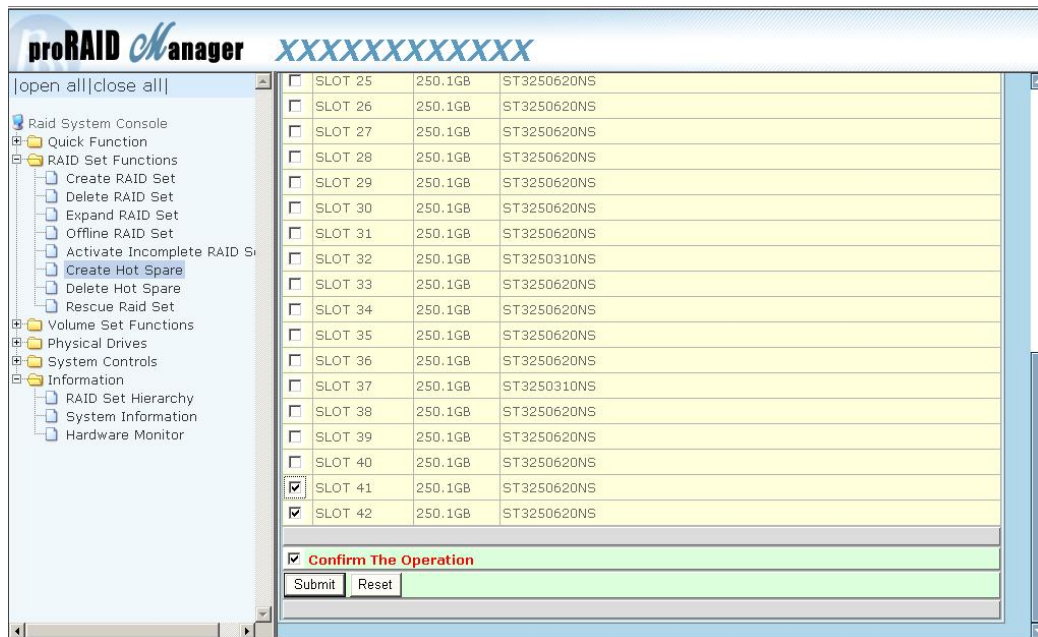 proRAID Manager XXXXXXXXXXXX
|open all|close all|
Raid System Console
Quick Function
RAID Set Functions
Create RAID Set
Delete RAID Set
Expand RAID Set
Offline RAID Set
Activate Incomplete RAID S
Create Hot Spare
Delete Hot Spare
Rescue Raid Set
Volume Set Functions
Physical Drives
System Controls
Information
RAID Set Hierarchy
System Information
Hardware Monitor
SLOT 25 250.1GB ST3250620NS
SLOT 26 250.1GB ST3250620NS
SLOT 27 250.1GB ST3250620NS
SLOT 28 250.1GB ST3250620NS
SLOT 29 250.1GB ST3250620NS
SLOT 30 250.1GB ST3250620NS
SLOT 31 250.1GB ST3250620NS
SLOT 32 250.1GB ST3250310NS
SLOT 33 250.1GB ST3250620NS
SLOT 34 250.1GB ST3250620NS
SLOT 35 250.1GB ST3250620NS
SLOT 36 250.1GB ST3250620NS
SLOT 37 250.1GB ST3250310NS
SLOT 38 250.1GB ST3250620NS
SLOT 39 250.1GB ST3250620NS
SLOT 40 250.1GB ST3250620NS
SLOT 41 250.1GB ST3250620NS
SLOT 42 250.1GB ST3250620NS
Confirm The Operation
Submit Reset